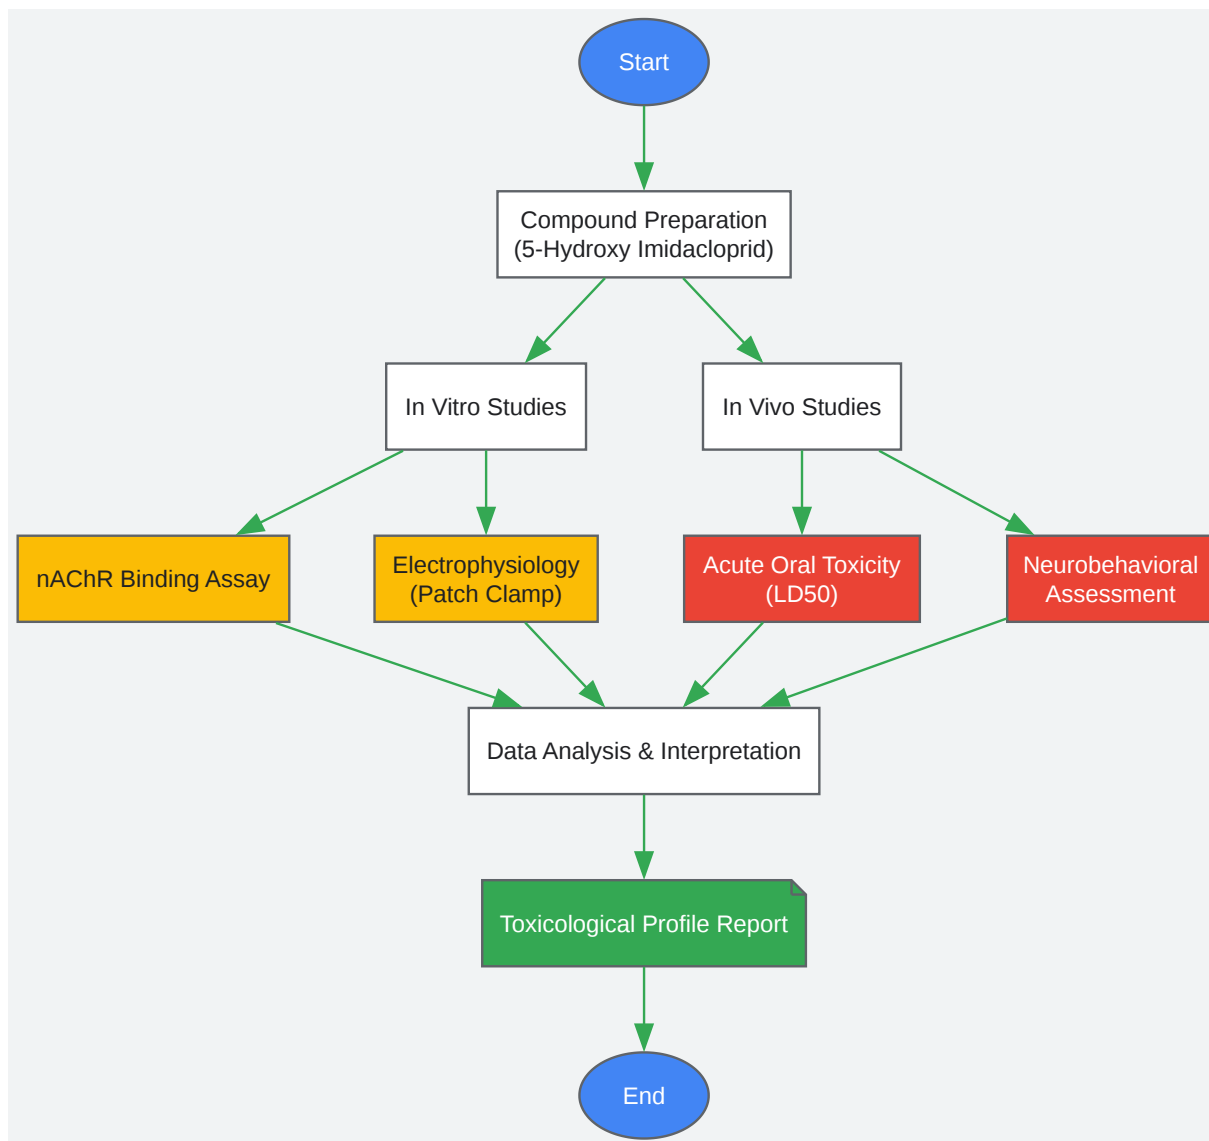 Start
Compound Preparation
(5-Hydroxy Imidacloprid)
In Vitro Studies
In Vivo Studies
nAChR Binding Assay
Electrophysiology
(Patch Clamp)
Acute Oral Toxicity
(LD50)
Neurobehavioral
Assessment
Data Analysis & Interpretation
Toxicological Profile Report
End